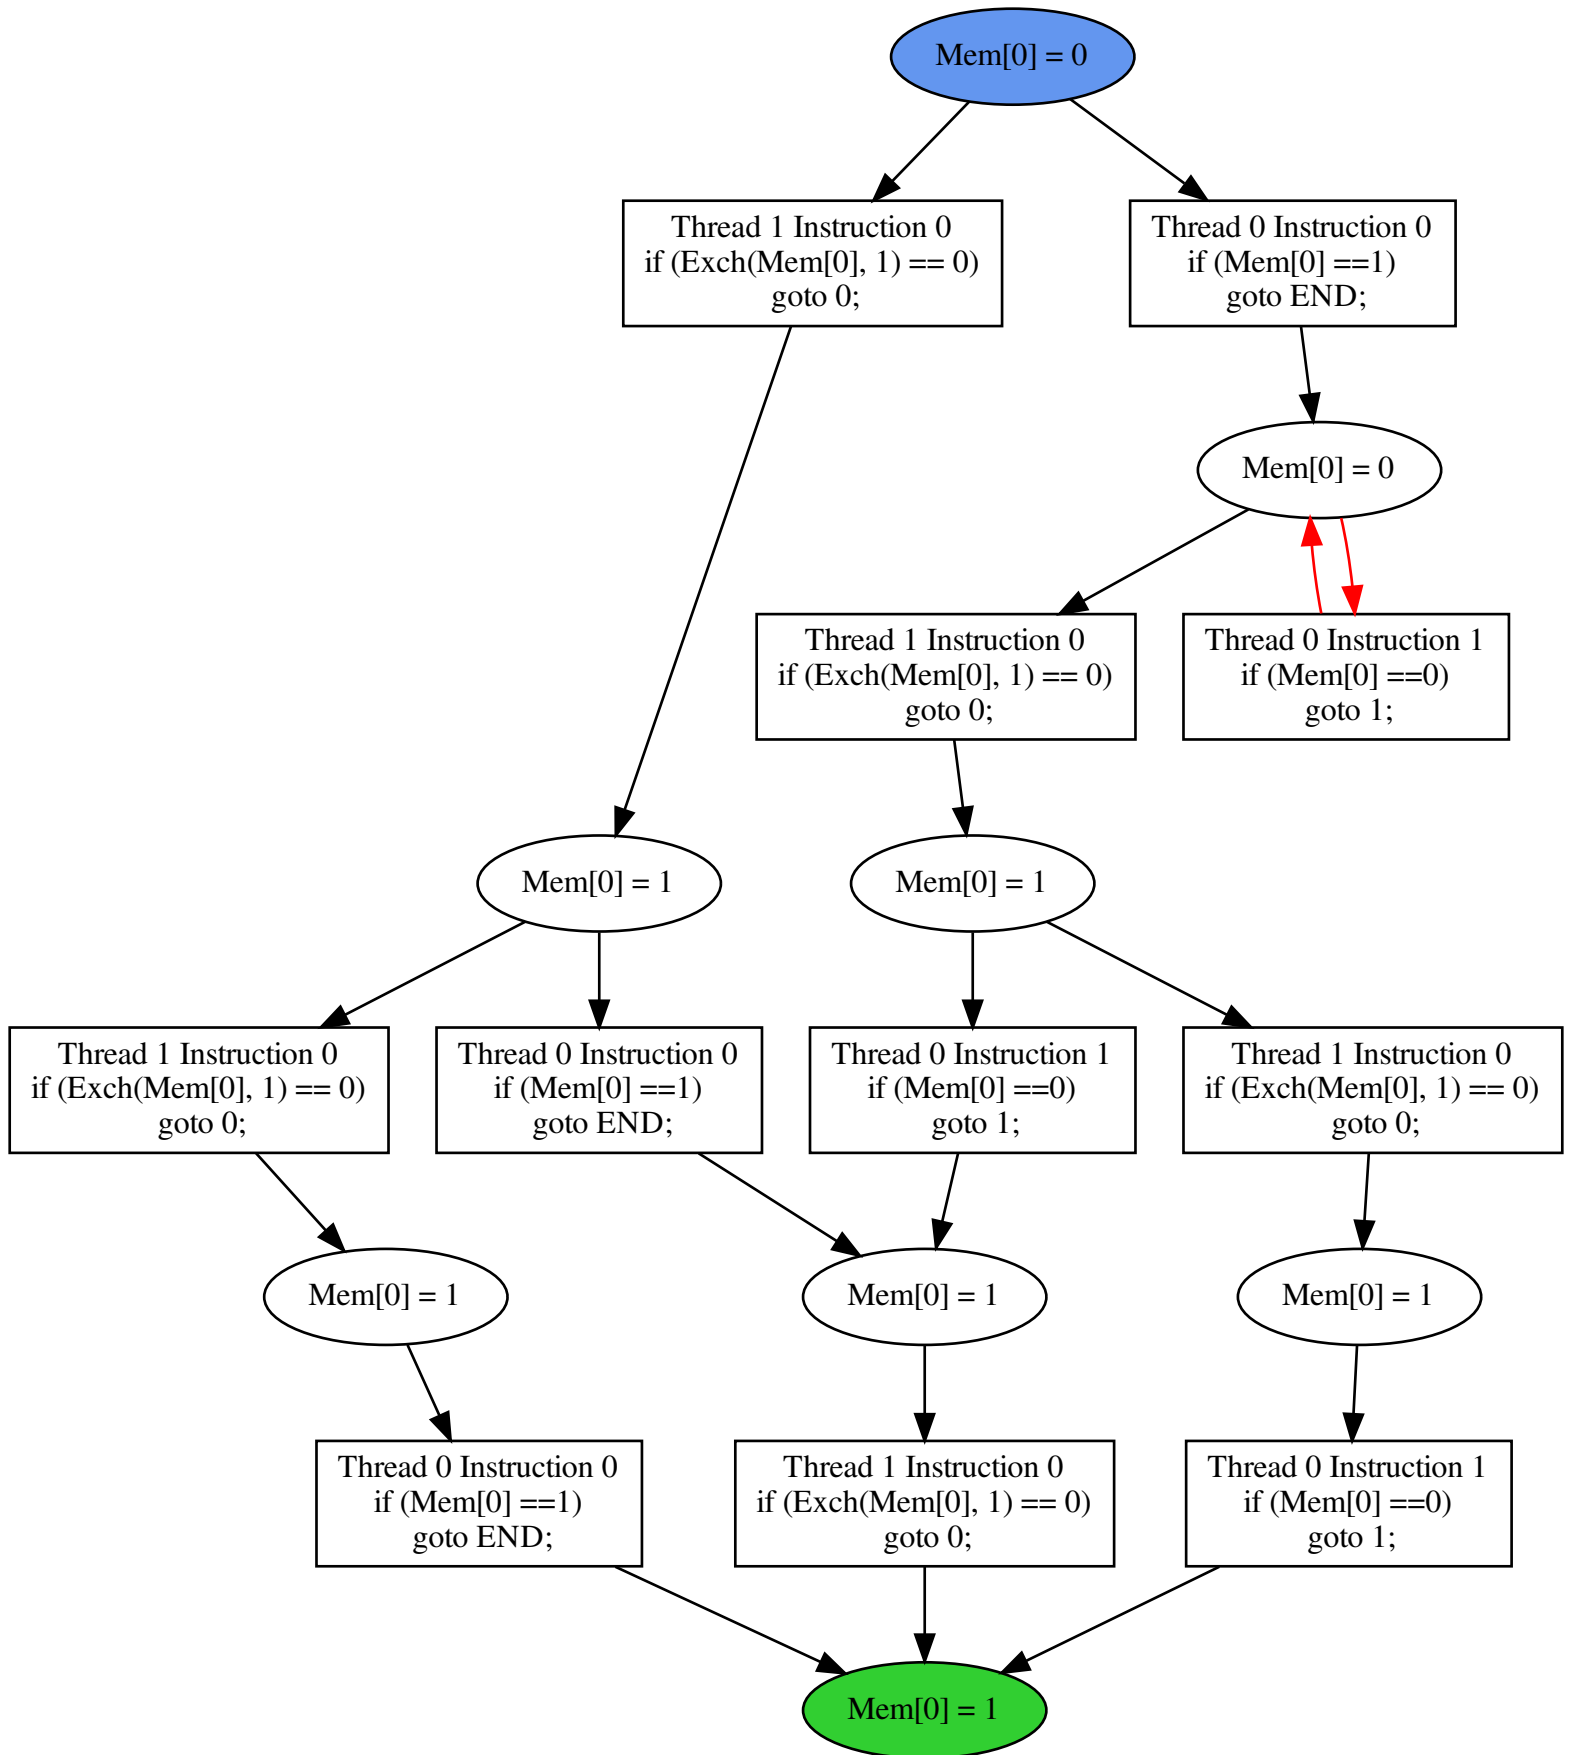 Mem[0] = 0
Thread 1 Instruction 0
if (Exch(Mem[0], 1) == 0)
goto 0;
Thread 0 Instruction 0
if (Mem[0] ==1)
goto END;
Mem[0] = 0
Thread 1 Instruction 0
if (Exch(Mem[0], 1) == 0)
goto 0;
Thread 0 Instruction 1
if (Mem[0] ==0)
goto 1;
Mem[0] = 1
Mem[0] = 1
Thread 1 Instruction 0
if (Exch(Mem[0], 1) == 0)
goto 0;
Thread 0 Instruction 0
if (Mem[0] ==1)
goto END;
Thread 0 Instruction 1
if (Mem[0] ==0)
goto 1;
Thread 1 Instruction 0
if (Exch(Mem[0], 1) == 0)
goto 0;
Mem[0] = 1
Mem[0] = 1
Mem[0] = 1
Thread 0 Instruction 0
if (Mem[0] ==1)
goto END;
Thread 1 Instruction 0
if (Exch(Mem[0], 1) == 0)
goto 0;
Thread 0 Instruction 1
if (Mem[0] ==0)
goto 1;
Mem[0] = 1